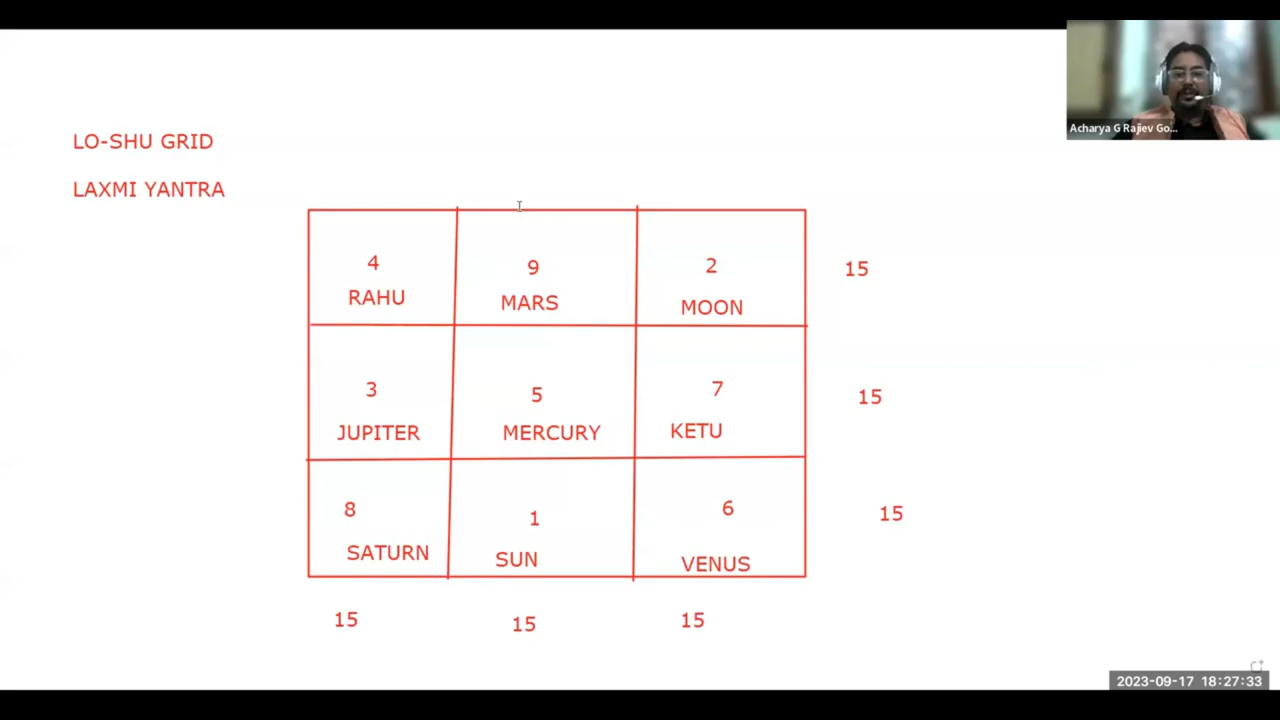 Acharya G Rajiev Go...
LO-SHU GRID
LAXMI YANTRA
4 9 2 15
RAHU MARS MOON
3 5 7 15
JUPITER MERCURY KETU
8 1 6 15
SATURN SUN VENUS
15 15 15
2023-09-17 18:27:33